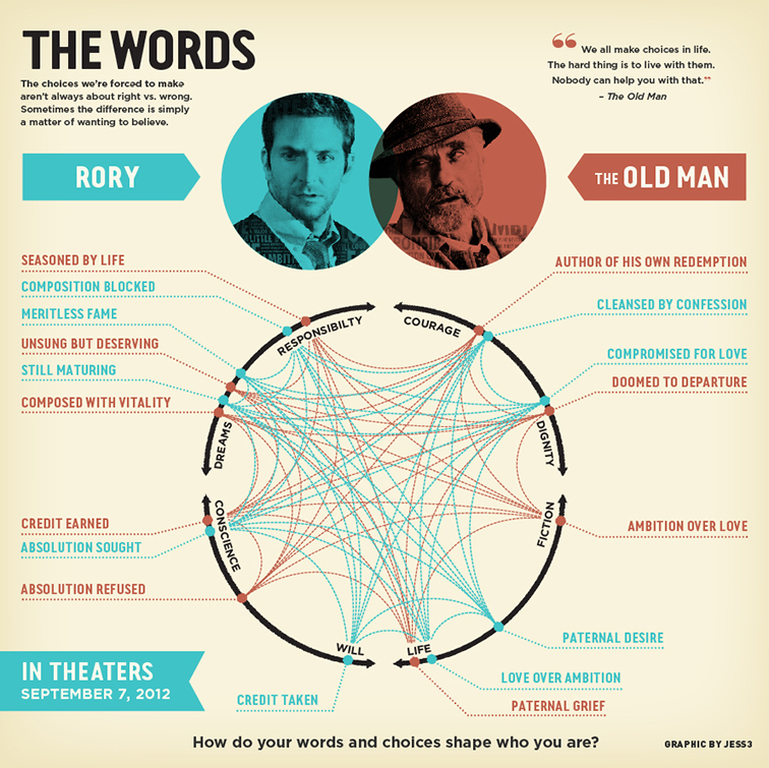 THE WORDS
The choices we're forced to make
aren't always about right vs. wrong.
Sometimes the difference is simply
a matter of wanting to believe.
“ We all make choices in life.
The hard thing is to live with them.
Nobody can help you with that.”
– The Old Man
RORY
THE OLD MAN
SEASONED BY LIFE
COMPOSITION BLOCKED
MERITLESS FAME
UNSUNG BUT DESERVING
STILL MATURING
COMPOSED WITH VITALITY
CREDIT EARNED
ABSOLUTION SOUGHT
ABSOLUTION REFUSED
AUTHOR OF HIS OWN REDEMPTION
CLEANSED BY CONFESSION
COMPROMISED FOR LOVE
DOOMED TO DEPARTURE
AMBITION OVER LOVE
PATERNAL DESIRE
LOVE OVER AMBITION
PATERNAL GRIEF
CREDIT TAKEN
RESPONSIBILTY
COURAGE
DREAMS
DIGNITY
CONSCIENCE
FICTION
WILL
LIFE
IN THEATERS
SEPTEMBER 7, 2012
How do your words and choices shape who you are?
GRAPHIC BY JESS3